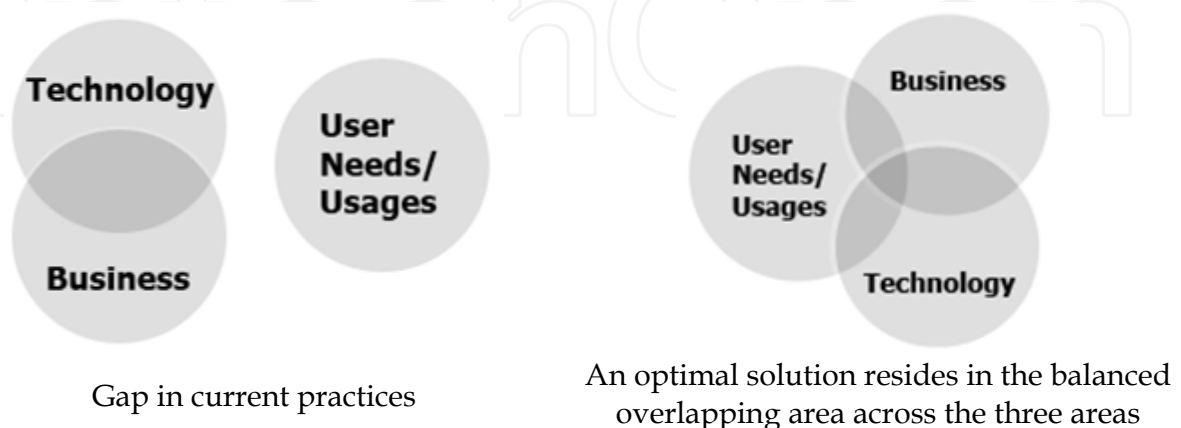 Technology
Business
User
Needs/
Usages
Gap in current practices
Business
User
Needs/
Usages
Technology
An optimal solution resides in the balanced
overlapping area across the three areas